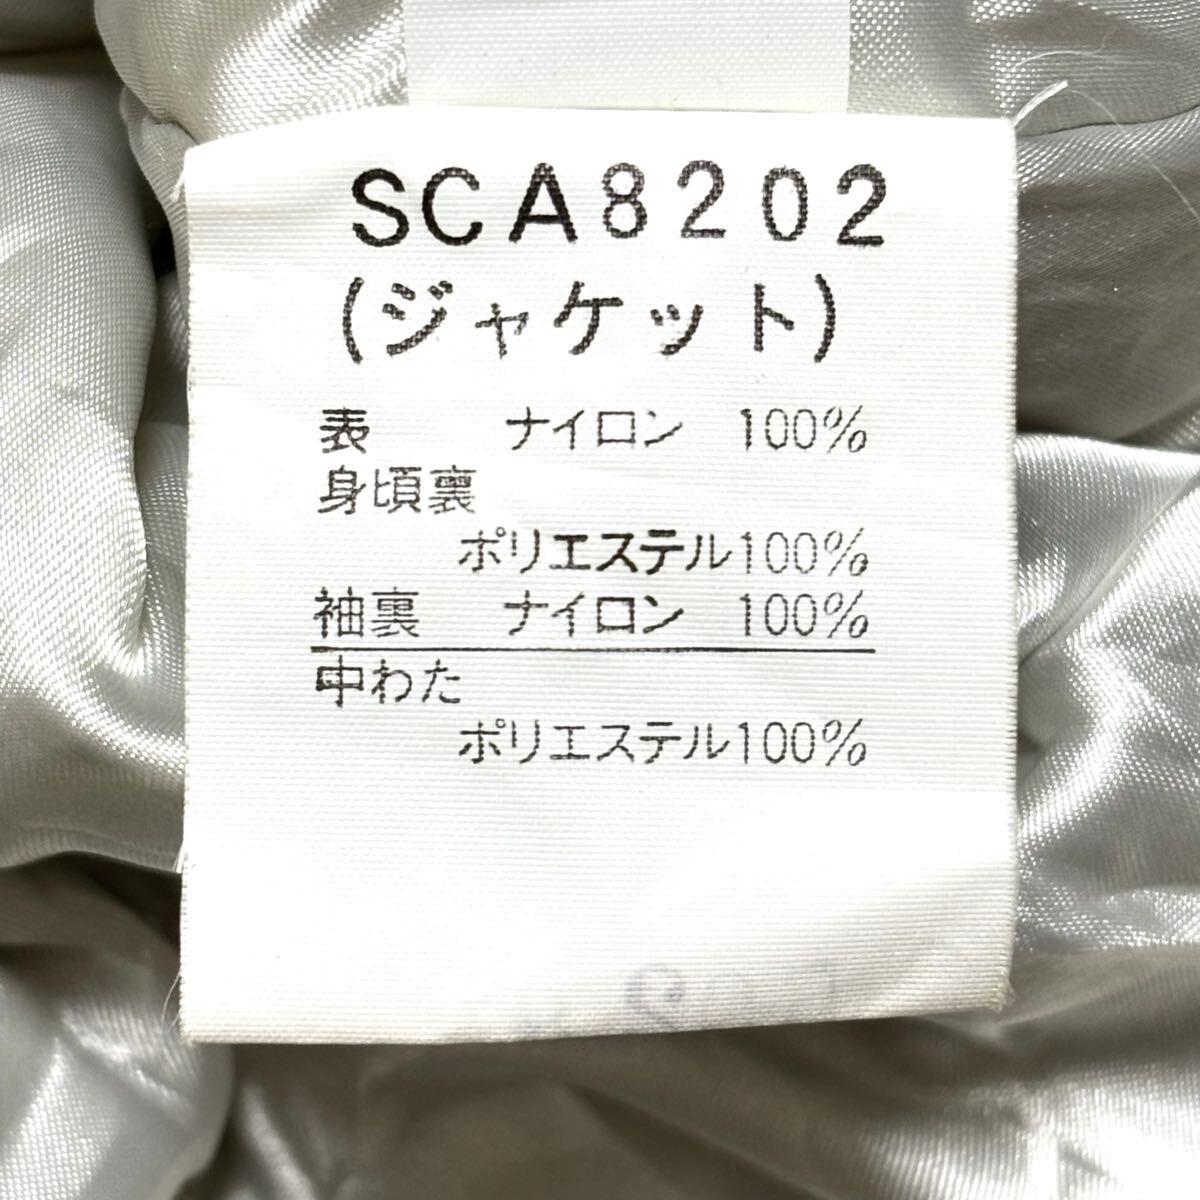 SCA8202
(ジャケット)
表 ナイロン 100%
身頃裏
ポリエステル100%
袖裏 ナイロン 100%
中わた
ポリエステル100%